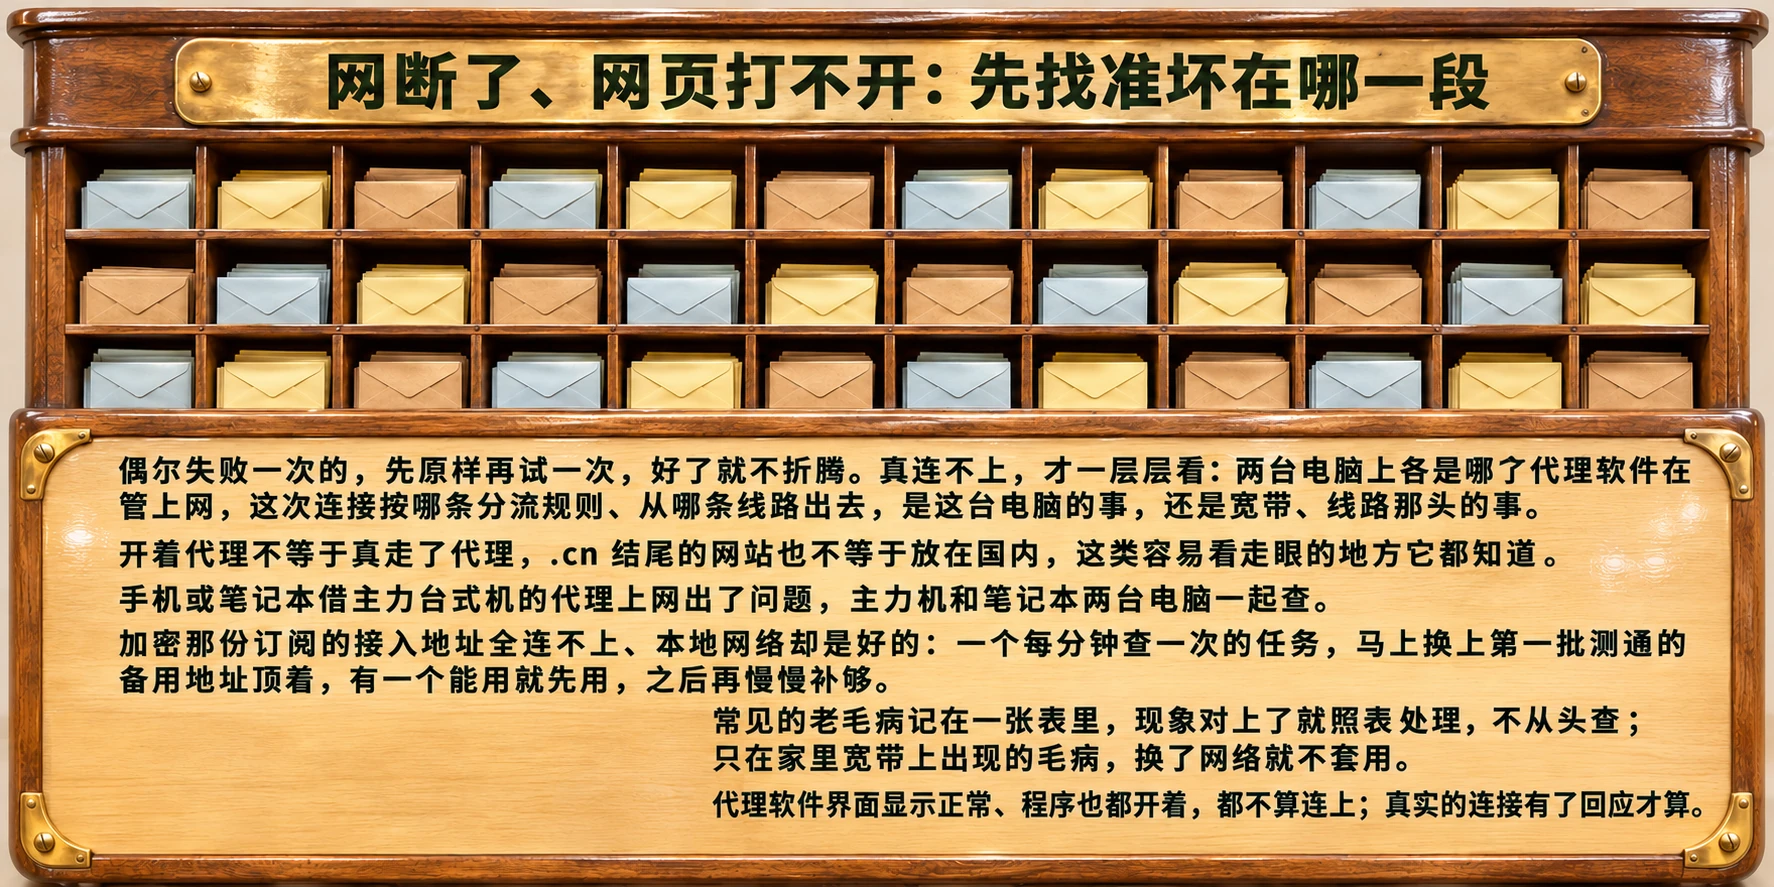 网断了、网页打不开：先找准坏在哪一段
偶尔失败一次的，先原样再试一次，好了就不折腾。真连不上，才一层层看：两台电脑上各是哪个代理软件在
管上网，这次连接按哪条分流规则、从哪条线路出去，是这台电脑的事，还是宽带、线路那头的事。
开着代理不等于真走了代理，.cn 结尾的网站也不等于放在国内，这类容易看走眼的地方它都知道。
手机或笔记本借主力台式机的代理上网出了问题，主力机和笔记本两台电脑一起查。
加密那份订阅的接入地址全连不上、本地网络却是好的：一个每分钟查一次的任务，马上换上第一批测通的
备用地址顶着，有一个能用就先用，之后再慢慢补够。
常见的老毛病记在一张表里，现象对上了就照表处理，不从头查；
只在家里宽带上出现的毛病，换了网络就不套用。
代理软件界面显示正常、程序也都开着，都不算连上；真实的连接有了回应才算。